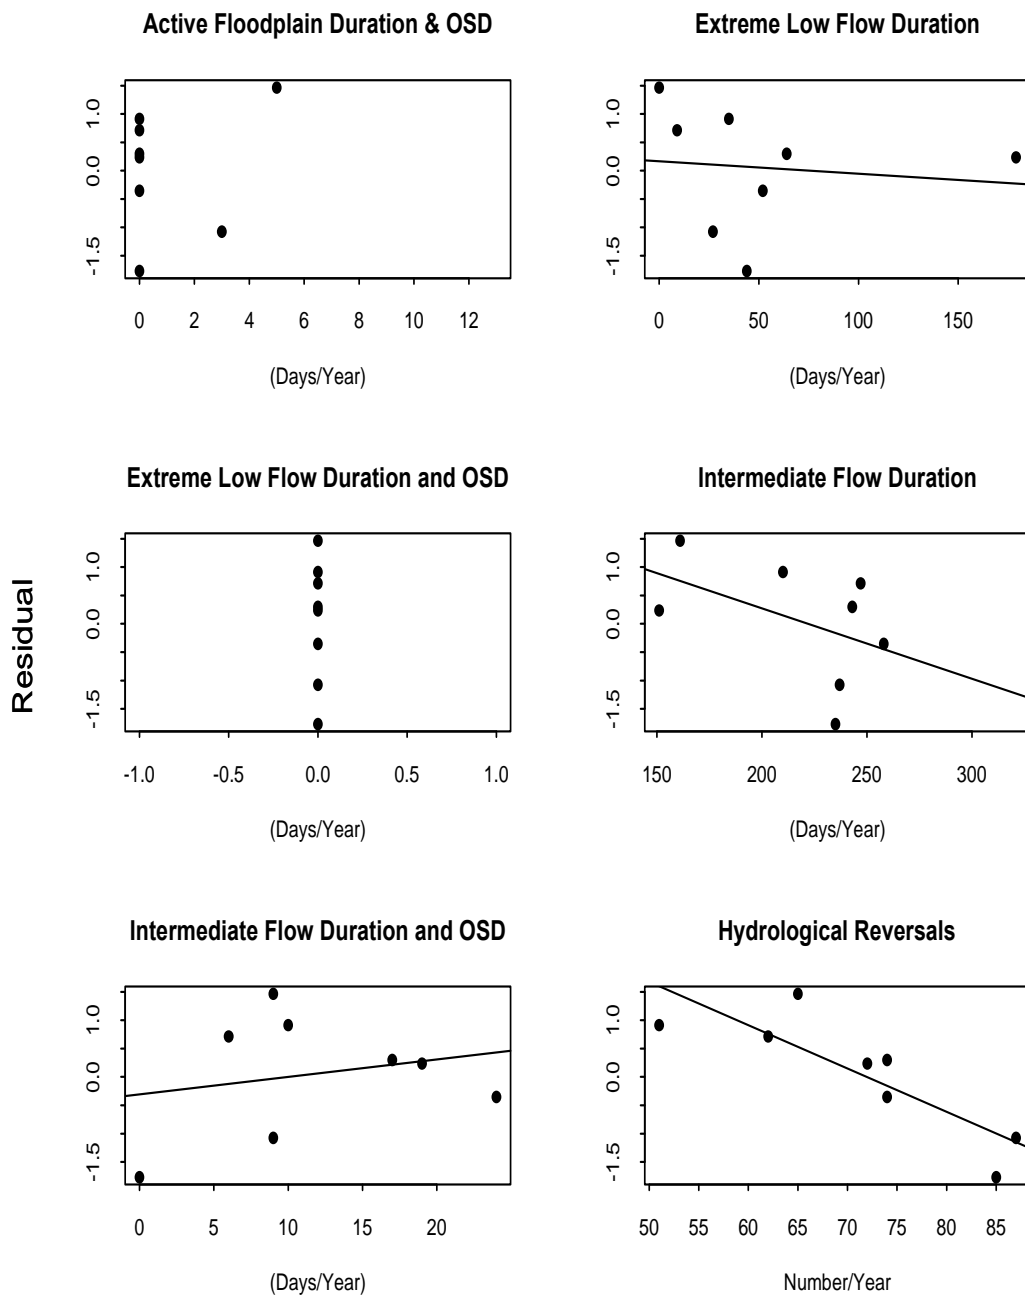 Active Floodplain Duration & OSD
1.0
0.0
-1.5
0 2 4 6 8 10 12
(Days/Year)
Extreme Low Flow Duration
1.0
0.0
-1.5
0 50 100 150
(Days/Year)
Residual
Extreme Low Flow Duration and OSD
1.0
0.0
-1.5
-1.0 -0.5 0.0 0.5 1.0
(Days/Year)
Intermediate Flow Duration
1.0
0.0
-1.5
150 200 250 300
(Days/Year)
Intermediate Flow Duration and OSD
1.0
0.0
-1.5
0 5 10 20
(Days/Year)
Hydrological Reversals
1.0
0.0
-1.5
50 55 60 65 70 75 80 85
Number/Year